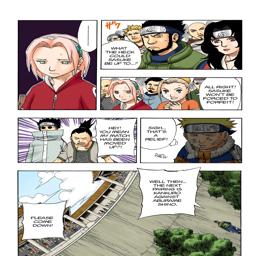 WHAT
THE HECK
COULD
SASUKE
BE UP TO...?
ALL RIGHT!
SASUKE
WON'T BE
FORCED TO
FORFEIT!
HEY!
YOU MEAN
MY MATCH
HAS BEEN
MOVED
UP?!
SIGH...
THAT'S
A
RELIEF!
WELL THEN...
THE NEXT
PAIRING IS
KANKURO
AGAINST
ABURAME
SHINO.
PLEASE
COME
DOWN!